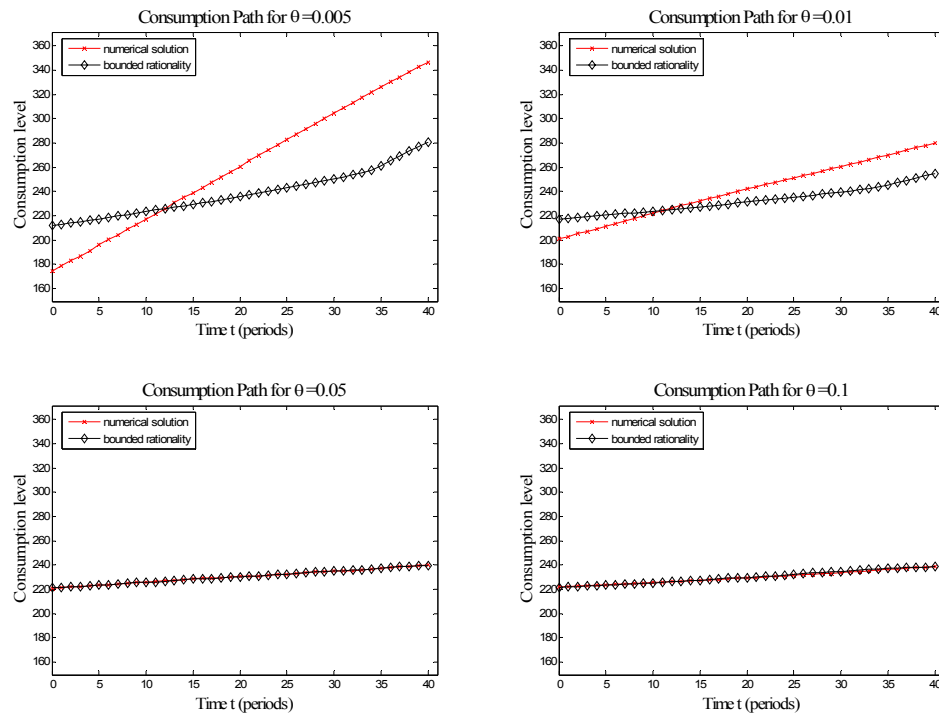 Consumption Path for θ=0.005
numerical solution
bounded rationality
Consumption level
360
340
320
300
280
260
240
220
200
180
160
0 5 10 15 20 25 30 35 40
Time t (periods)
Consumption Path for θ=0.01
numerical solution
bounded rationality
Consumption level
360
340
320
300
280
260
240
220
200
180
160
0 5 10 15 20 25 30 35 40
Time t (periods)
Consumption Path for θ=0.05
numerical solution
bounded rationality
Consumption level
360
340
320
300
280
260
240
220
200
180
160
0 5 10 15 20 25 30 35 40
Time t (periods)
Consumption Path for θ=0.1
numerical solution
bounded rationality
Consumption level
360
340
320
300
280
260
240
220
200
180
160
0 5 10 15 20 25 30 35 40
Time t (periods)